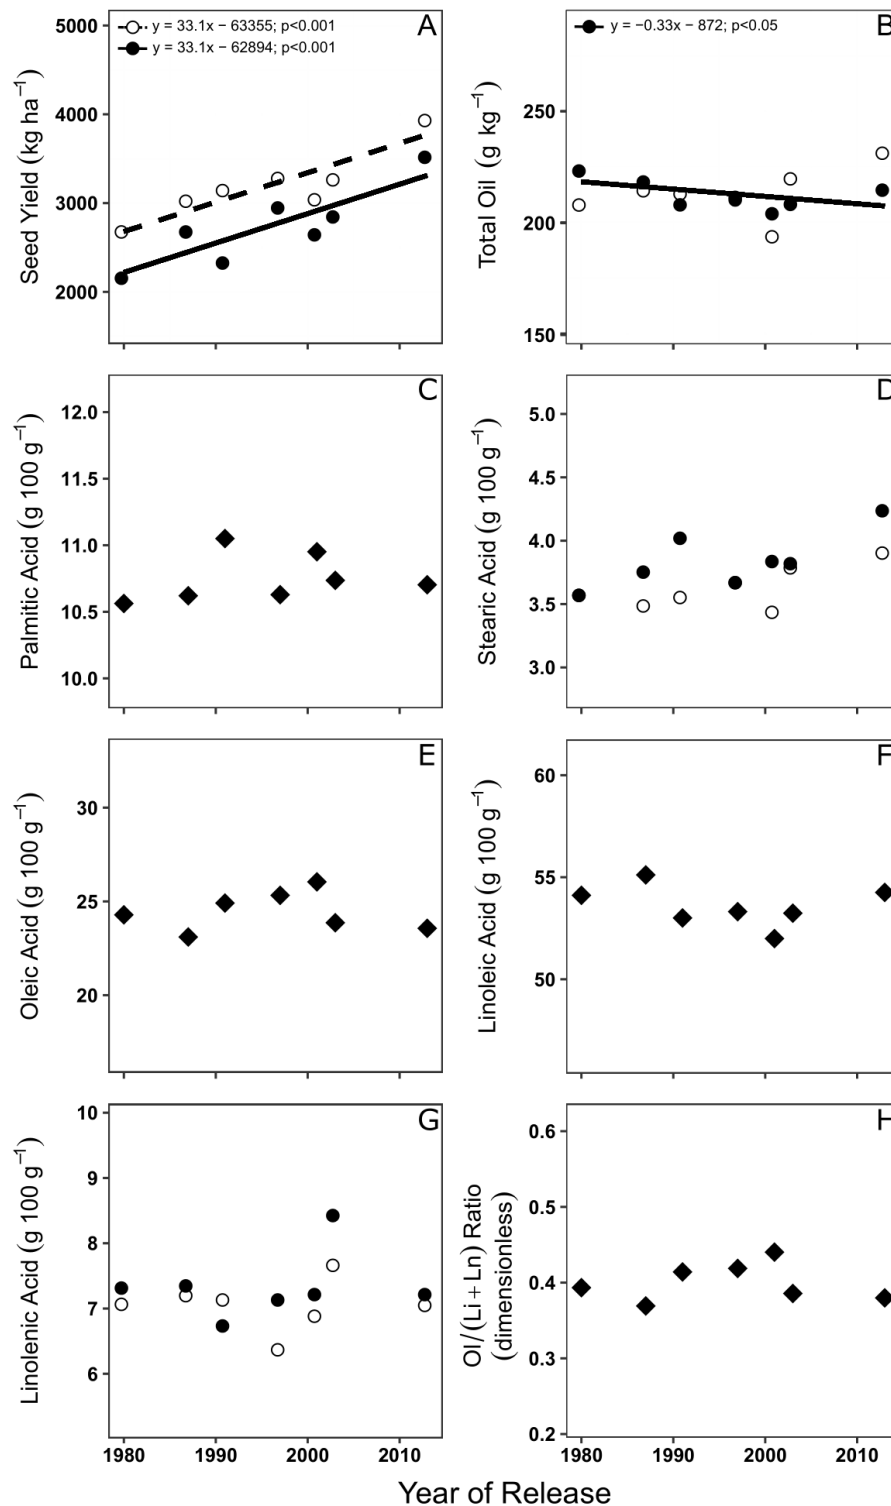 y = 33.1x − 63355; p<0.001
y = 33.1x − 62894; p<0.001
A
5000
4000
3000
2000
Seed Yield (kg ha⁻¹)
y = −0.33x − 872; p<0.05
B
250
200
150
Total Oil (g kg⁻¹)
C
12.0
11.5
11.0
10.5
10.0
Palmitic Acid (g 100 g⁻¹)
D
5.0
4.5
4.0
3.5
3.0
Stearic Acid (g 100 g⁻¹)
E
30
25
20
Oleic Acid (g 100 g⁻¹)
F
60
55
50
Linoleic Acid (g 100 g⁻¹)
G
10
9
8
7
6
Linolenic Acid (g 100 g⁻¹)
1980 1990 2000 2010
H
0.6
0.5
0.4
0.3
0.2
Ol/(Li + Ln) Ratio
(dimensionless)
1980 1990 2000 2010
Year of Release